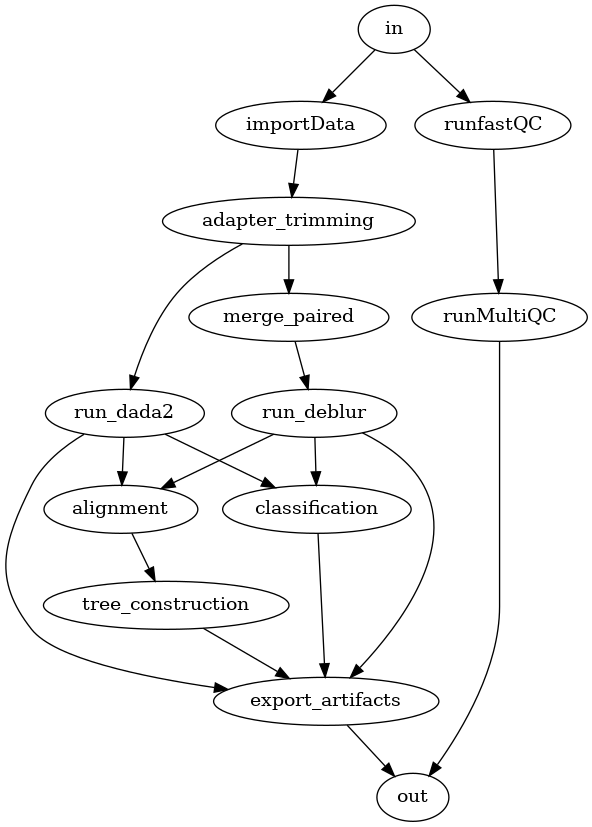 in
importData
runfastQC
adapter_trimming
merge_paired
runMultiQC
run_dada2
run_deblur
alignment
classification
tree_construction
export_artifacts
out